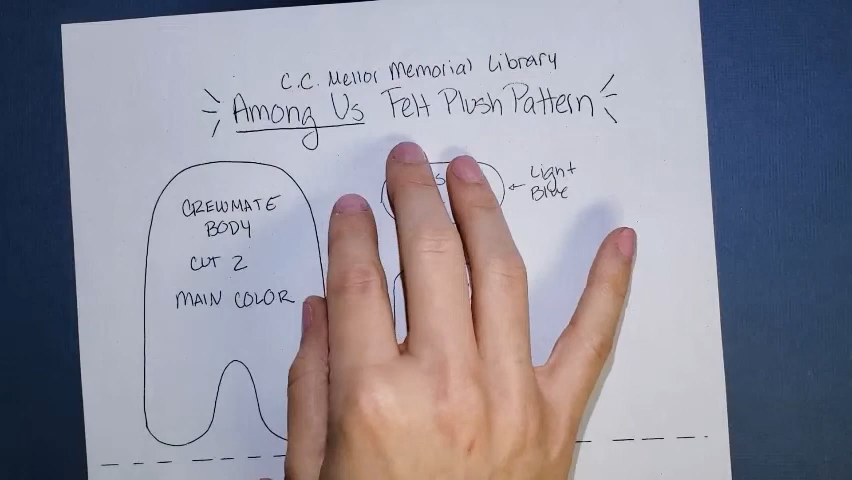 C.C. Mellor Memorial Library
Among Us Felt Plush Pattern
CREWMATE
BODY
CUT 2
MAIN COLOR
Light
Blue